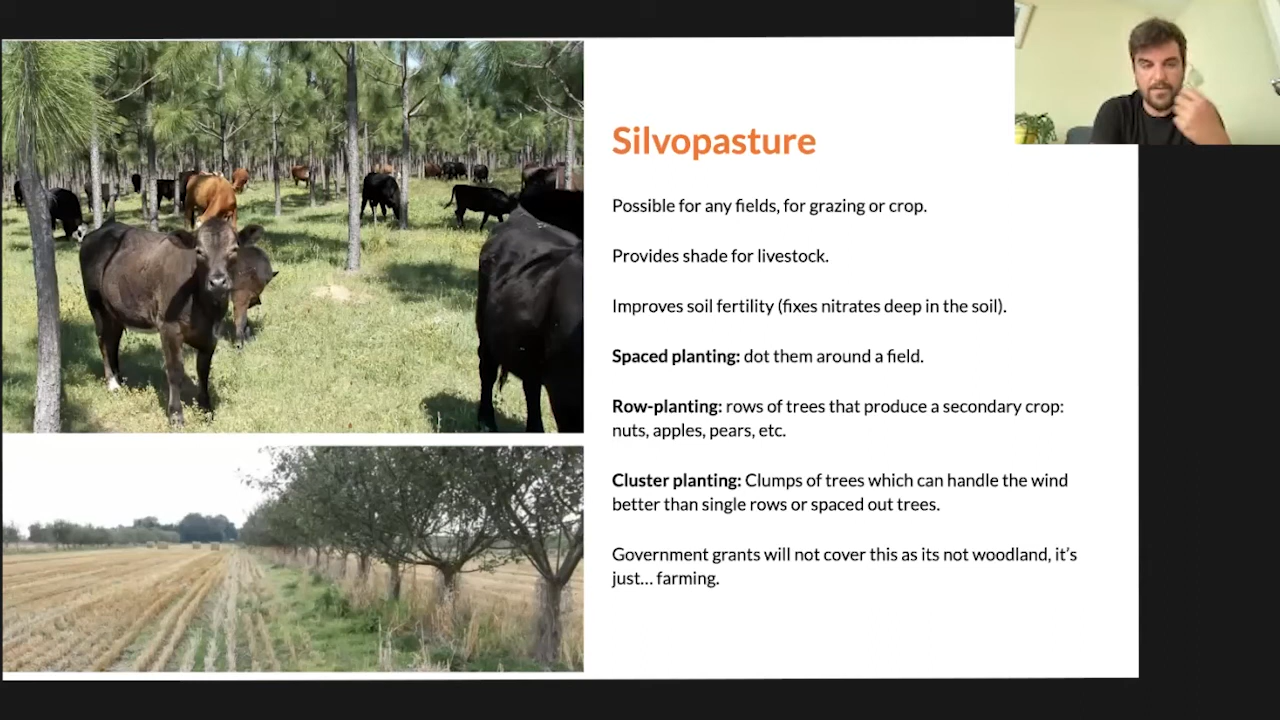 Silvopasture
Possible for any fields, for grazing or crop.
Provides shade for livestock.
Improves soil fertility (fixes nitrates deep in the soil).
Spaced planting: dot them around a field.
Row-planting: rows of trees that produce a secondary crop:
nuts, apples, pears, etc.
Cluster planting: Clumps of trees which can handle the wind
better than single rows or spaced out trees.
Government grants will not cover this as its not woodland, it’s
just... farming.